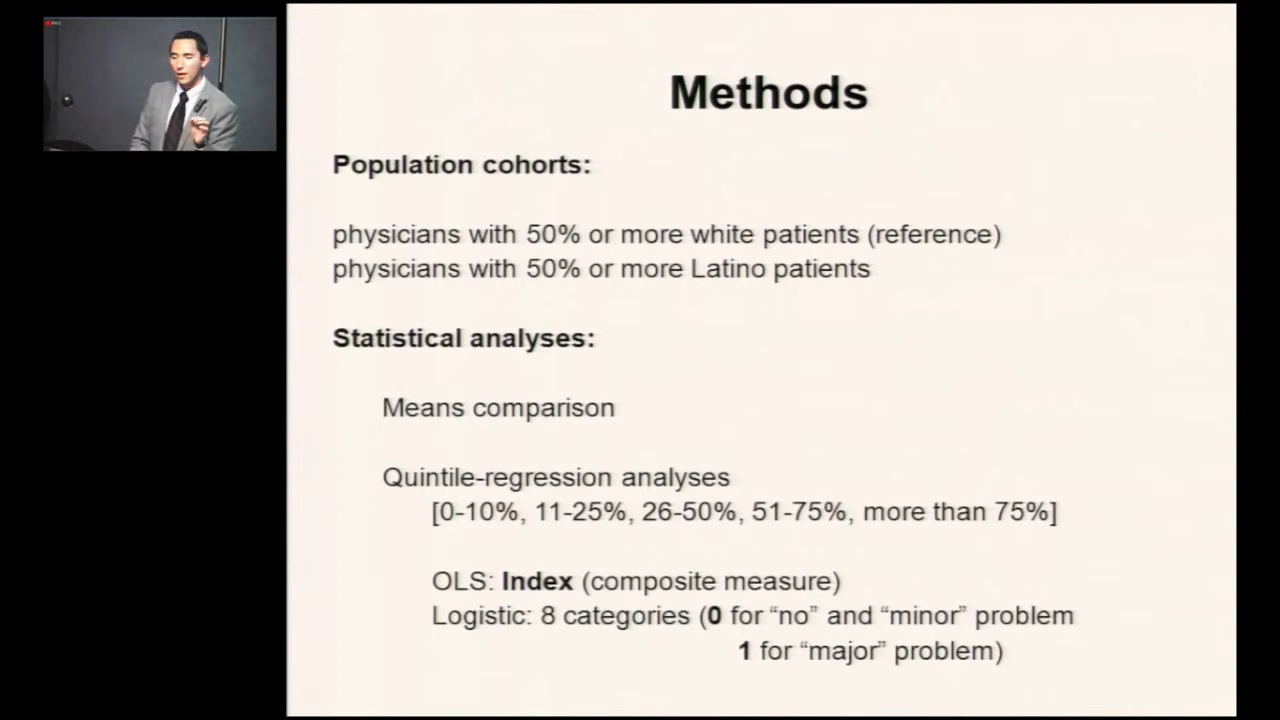 Methods
Population cohorts:
physicians with 50% or more white patients (reference)
physicians with 50% or more Latino patients
Statistical analyses:
Means comparison
Quintile-regression analyses
[0-10%, 11-25%, 26-50%, 51-75%, more than 75%]
OLS: Index (composite measure)
Logistic: 8 categories (0 for “no” and “minor” problem
1 for “major” problem)